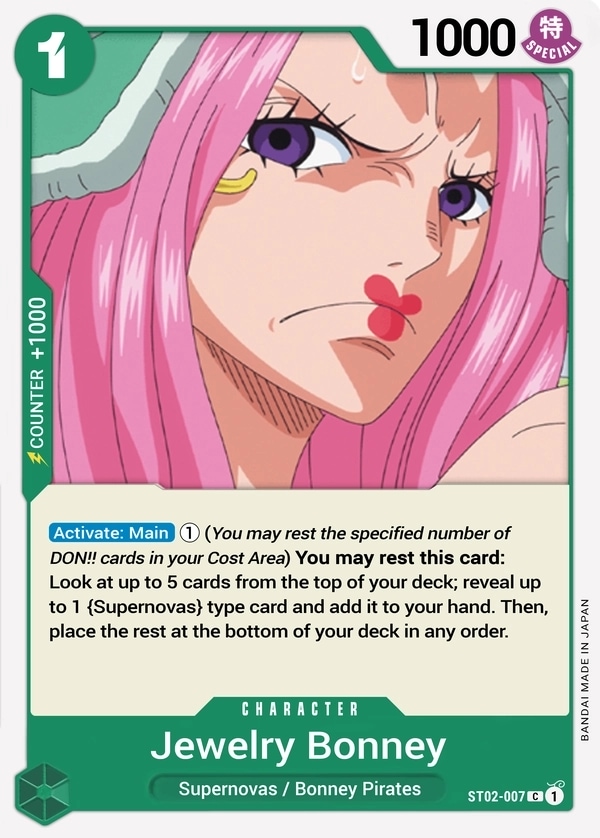 1
1000
特
SPECIAL
COUNTER +1000
Activate: Main ① (You may rest the specified number of
DON!! cards in your Cost Area) You may rest this card:
Look at up to 5 cards from the top of your deck; reveal up
to 1 {Supernovas} type card and add it to your hand. Then,
place the rest at the bottom of your deck in any order.
BANDAI MADE IN JAPAN
CHARACTER
Jewelry Bonney
Supernovas / Bonney Pirates
ST02-007 C 1